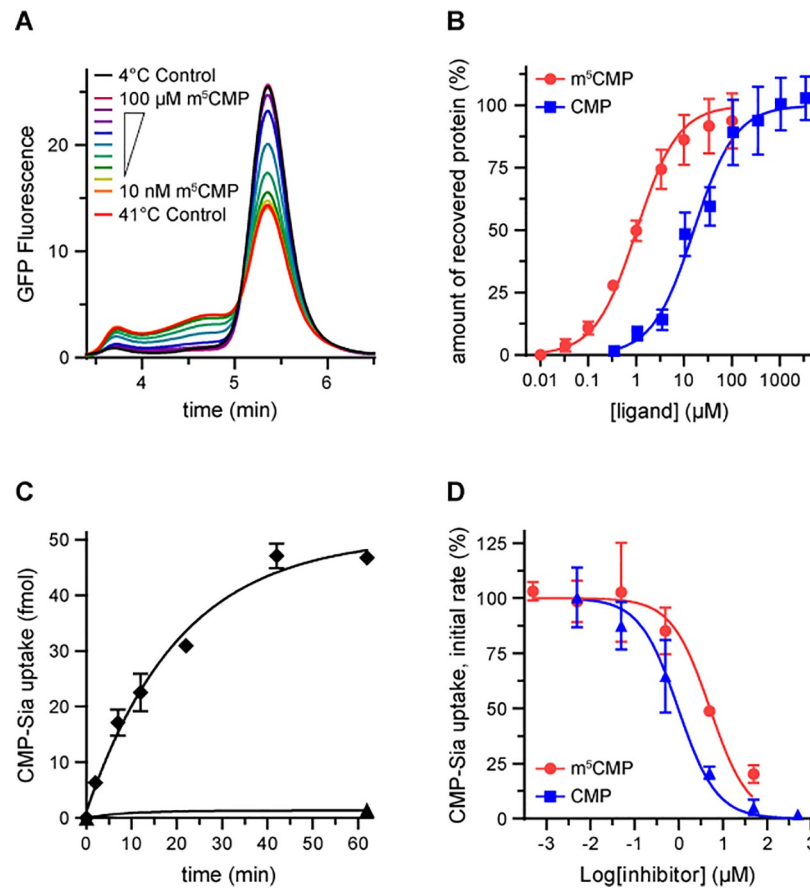 A
4°C Control
100 µM m⁵CMP
10 nM m⁵CMP
41°C Control
GFP Fluorescence
20
10
0
4
5
6
time (min)
B
m⁵CMP
CMP
amount of recovered protein (%)
100
75
50
25
0
0.01
0.1
1
10
100
1000
[ligand] (µM)
C
CMP-Sia uptake (fmol)
50
40
30
20
10
0
0
10
20
30
40
50
60
time (min)
D
CMP-Sia uptake, initial rate (%)
125
100
75
50
25
0
m⁵CMP
CMP
-3
-2
-1
0
1
2
3
Log[inhibitor] (µM)